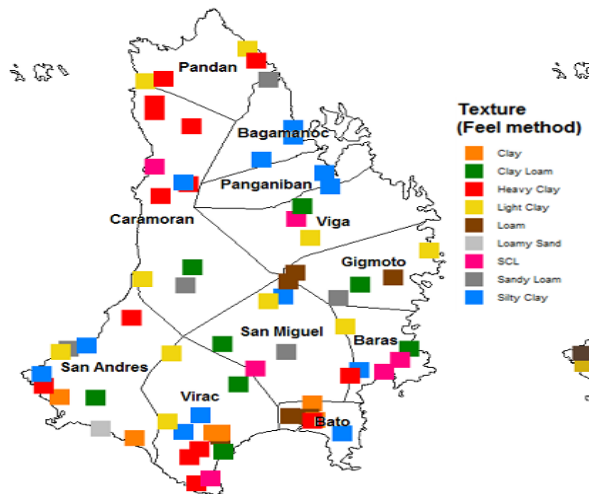 Pandan
Bagamanoc
Panganiban
Caramoran
Viga
Gigmoto
San Miguel
Baras
San Andres
Virac
Bato
Texture
(Feel method)
Clay
Clay Loam
Heavy Clay
Light Clay
Loam
Loamy Sand
SCL
Sandy Loam
Silty Clay